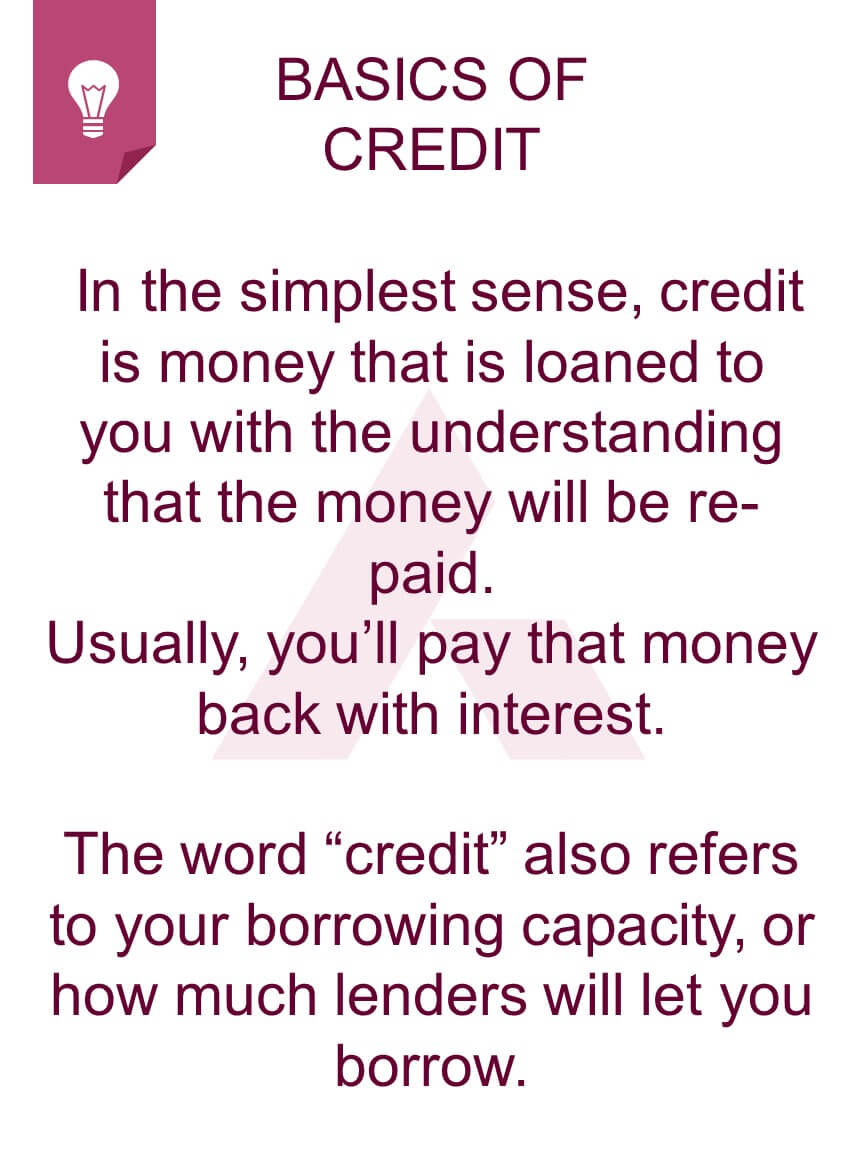 BASICS OF
CREDIT
In the simplest sense, credit
is money that is loaned to
you with the understanding
that the money will be re-
paid.
Usually, you’ll pay that money
back with interest.
The word “credit” also refers
to your borrowing capacity, or
how much lenders will let you
borrow.